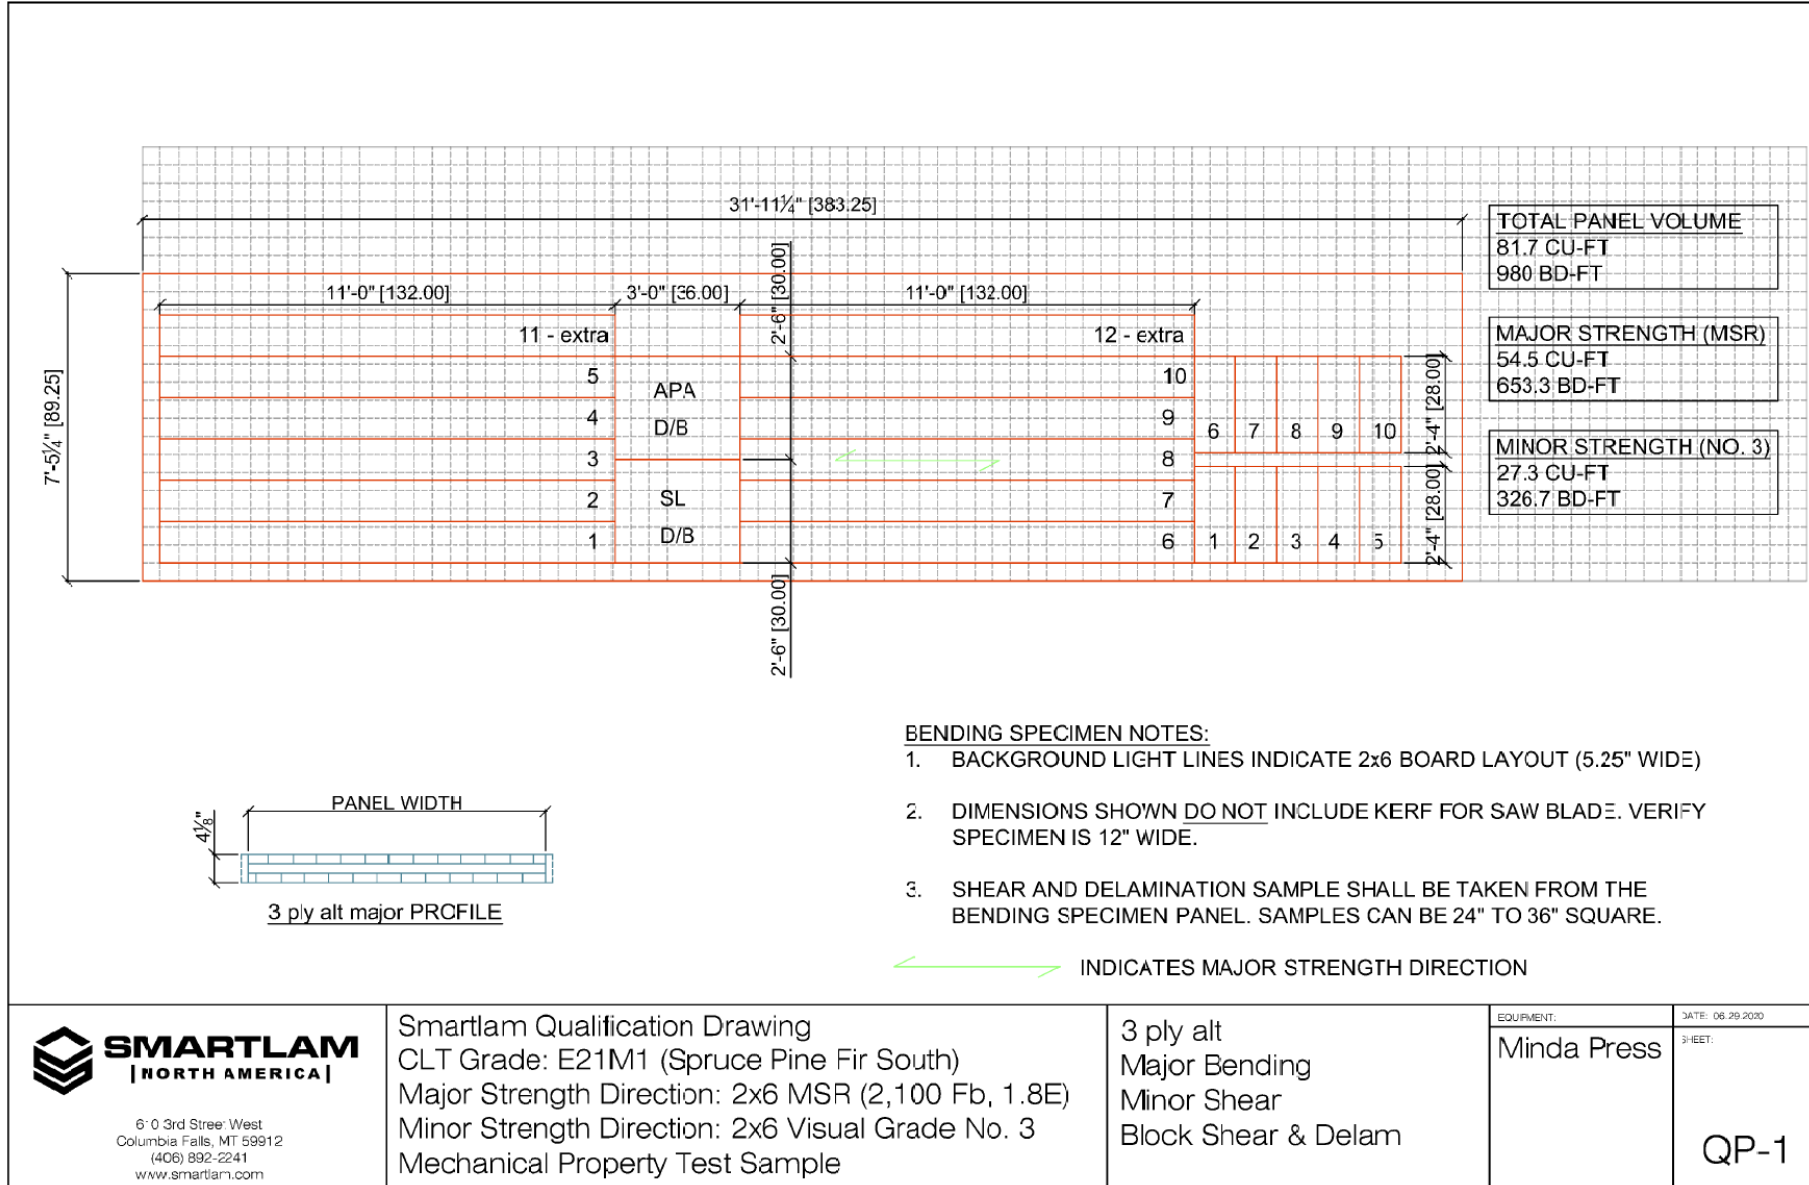 31'-11¼" [383.25]
TOTAL PANEL VOLUME
81.7 CU-FT
980 BD-FT
11'-0" [132.00]
3'-0" [36.00]
2'-6" [30.00]
11'-0" [132.00]
11 - extra
12 - extra
MAJOR STRENGTH (MSR)
54.5 CU-FT
653.3 BD-FT
7'-5¼" [89.25]
5
4
3
2
1
APA
D/B
SL
D/B
10
9
8
7
6
6 7 8 9 10
2'-4" [28.00]
1 2 3 4 5
2'-4" [28.00]
MINOR STRENGTH (NO. 3)
27.3 CU-FT
326.7 BD-FT
2'-6" [30.00]
BENDING SPECIMEN NOTES:
1. BACKGROUND LIGHT LINES INDICATE 2x6 BOARD LAYOUT (5.25" WIDE)
2. DIMENSIONS SHOWN DO NOT INCLUDE KERF FOR SAW BLADE. VERIFY
SPECIMEN IS 12" WIDE.
3. SHEAR AND DELAMINATION SAMPLE SHALL BE TAKEN FROM THE
BENDING SPECIMEN PANEL. SAMPLES CAN BE 24" TO 36" SQUARE.
INDICATES MAJOR STRENGTH DIRECTION
PANEL WIDTH
4⅛"
3 ply alt major PROFILE
SMARTLAM
NORTH AMERICA
610 3rd Street West
Columbia Falls, MT 59912
(406) 892-2241
www.smartlam.com
Smartlam Qualification Drawing
CLT Grade: E21M1 (Spruce Pine Fir South)
Major Strength Direction: 2x6 MSR (2,100 Fb, 1.8E)
Minor Strength Direction: 2x6 Visual Grade No. 3
Mechanical Property Test Sample
3 ply alt
Major Bending
Minor Shear
Block Shear & Delam
EQUIPMENT:
Minda Press
DATE: 06.29.2020
SHEET:
QP-1